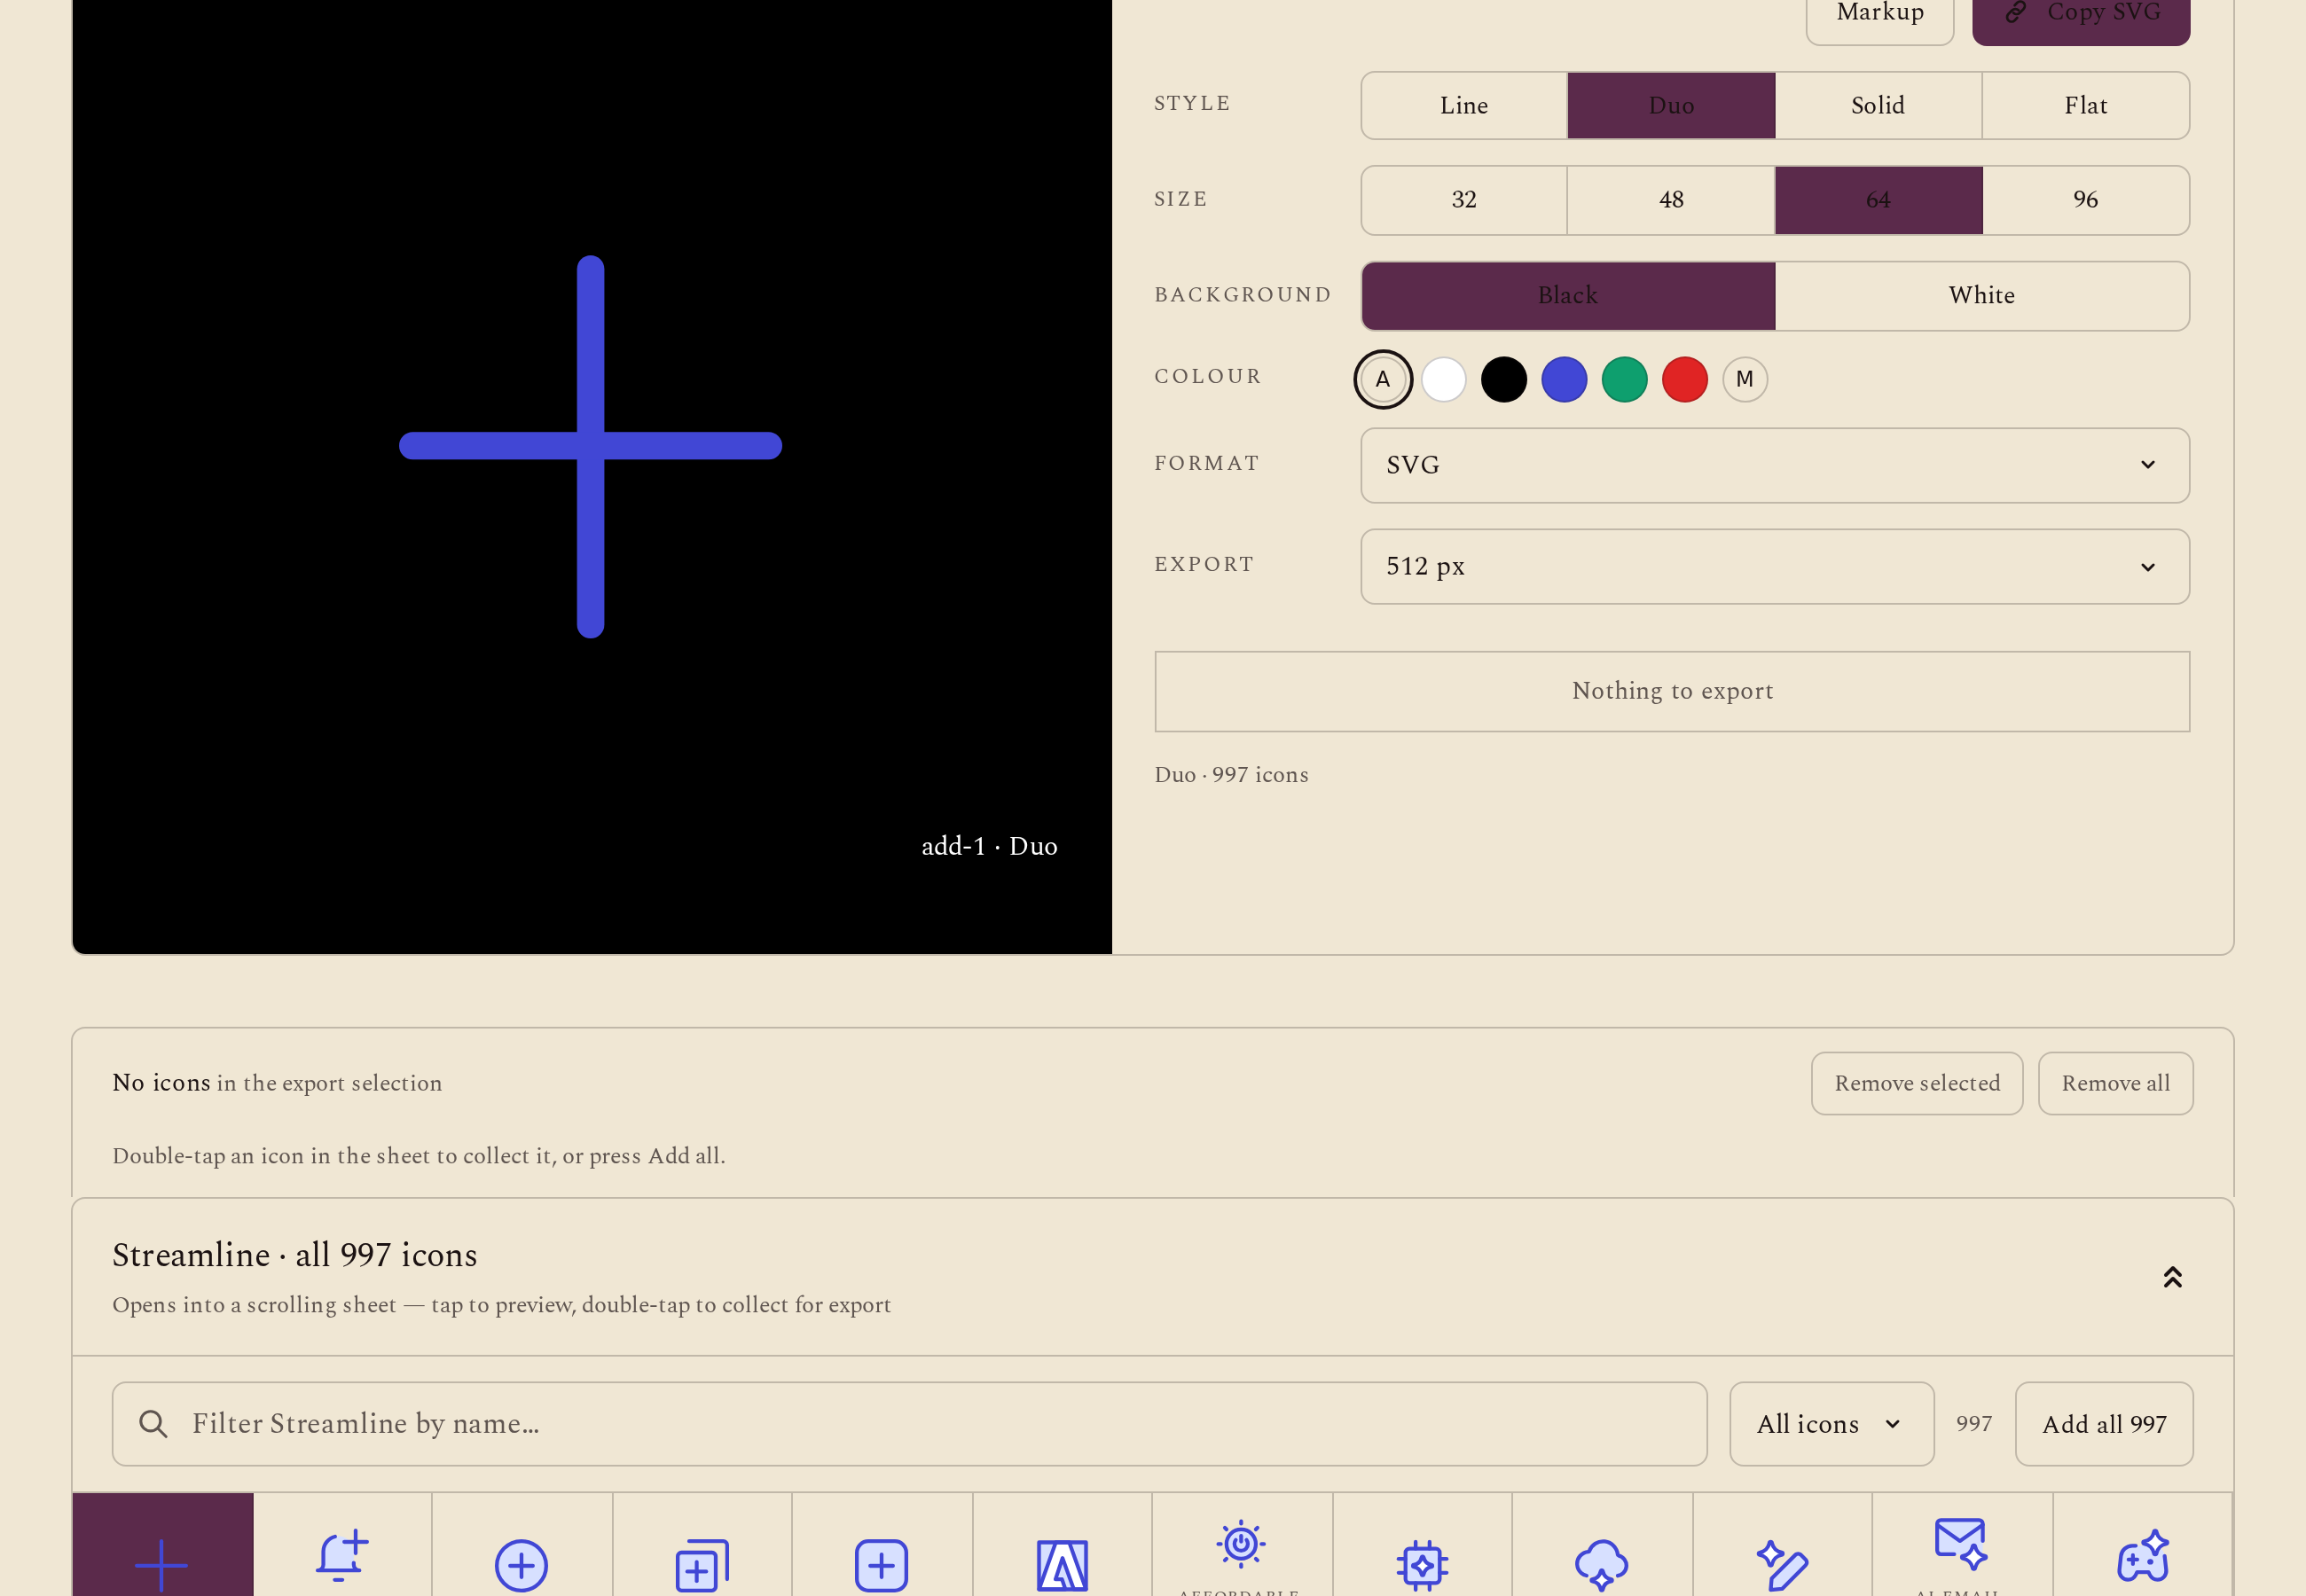 Markup
Copy SVG
STYLE
Line
Duo
Solid
Flat
SIZE
32
48
64
96
BACKGROUND
Black
White
COLOUR
A
M
FORMAT
SVG
EXPORT
512 px
Nothing to export
Duo · 997 icons
add-1 · Duo
No icons in the export selection
Remove selected
Remove all
Double-tap an icon in the sheet to collect it, or press Add all.
Streamline · all 997 icons
Opens into a scrolling sheet — tap to preview, double-tap to collect for export
Filter Streamline by name...
All icons
997
Add all 997
AFFORDABLE
AI EMAIL